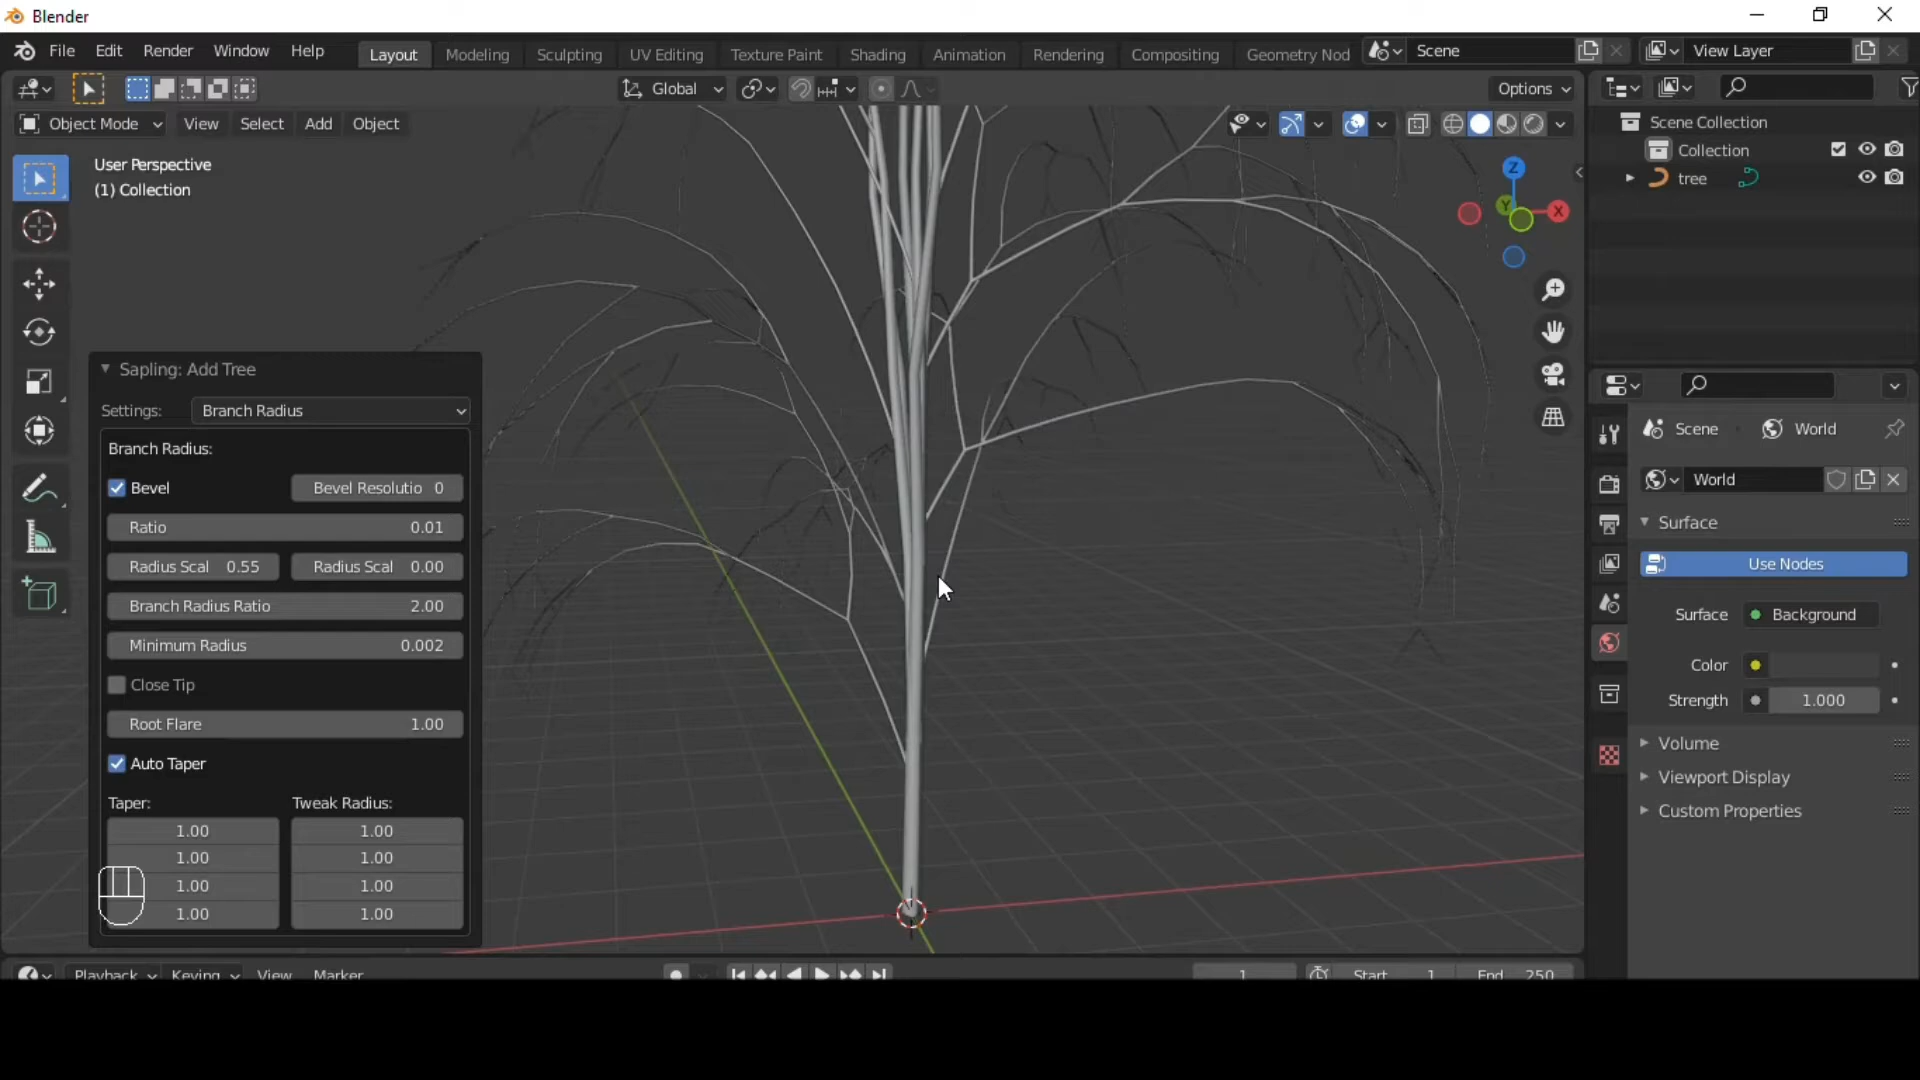 Blender
File Edit Render Window Help Layout Modeling Sculpting UV Editing Texture Paint Shading Animation Rendering Compositing Geometry Nod Scene View Layer
Global Options
Object Mode View Select Add Object
User Perspective
(1) Collection
Z
Y
X
Scene Collection
Collection
tree
Sapling: Add Tree
Settings: Branch Radius
Branch Radius:
Bevel Bevel Resolutio 0
Ratio 0.01
Radius Scal 0.55 Radius Scal 0.00
Branch Radius Ratio 2.00
Minimum Radius 0.002
Close Tip
Root Flare 1.00
Auto Taper
Taper: Tweak Radius:
1.00 1.00
1.00 1.00
1.00 1.00
1.00 1.00
Scene World
World
Surface
Use Nodes
Surface Background
Color
Strength 1.000
Volume
Viewport Display
Custom Properties
Playback Keying View Marker 1 Start 1 End 250